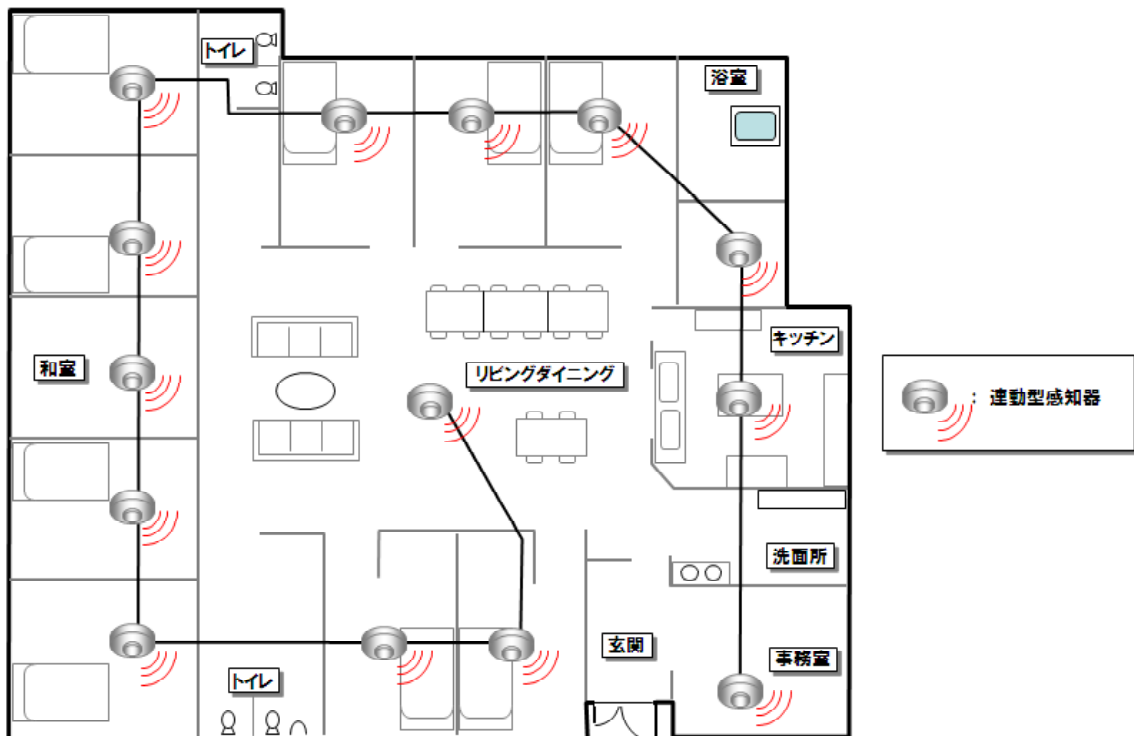 トイレ
浴室
キッチン
和室
リビングダイニング
: 連動型感知器
洗面所
玄関
事務室
トイレ